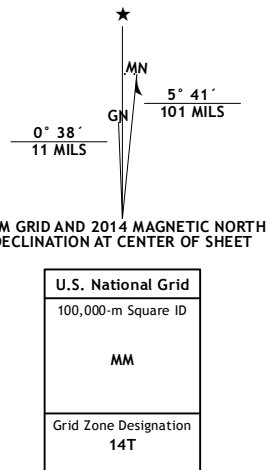 MN
GN
5° 41´
101 MILS
0° 38´
11 MILS
M GRID AND 2014 MAGNETIC NORTH
DECLINATION AT CENTER OF SHEET
U.S. National Grid
100,000-m Square ID
MM
Grid Zone Designation
14T